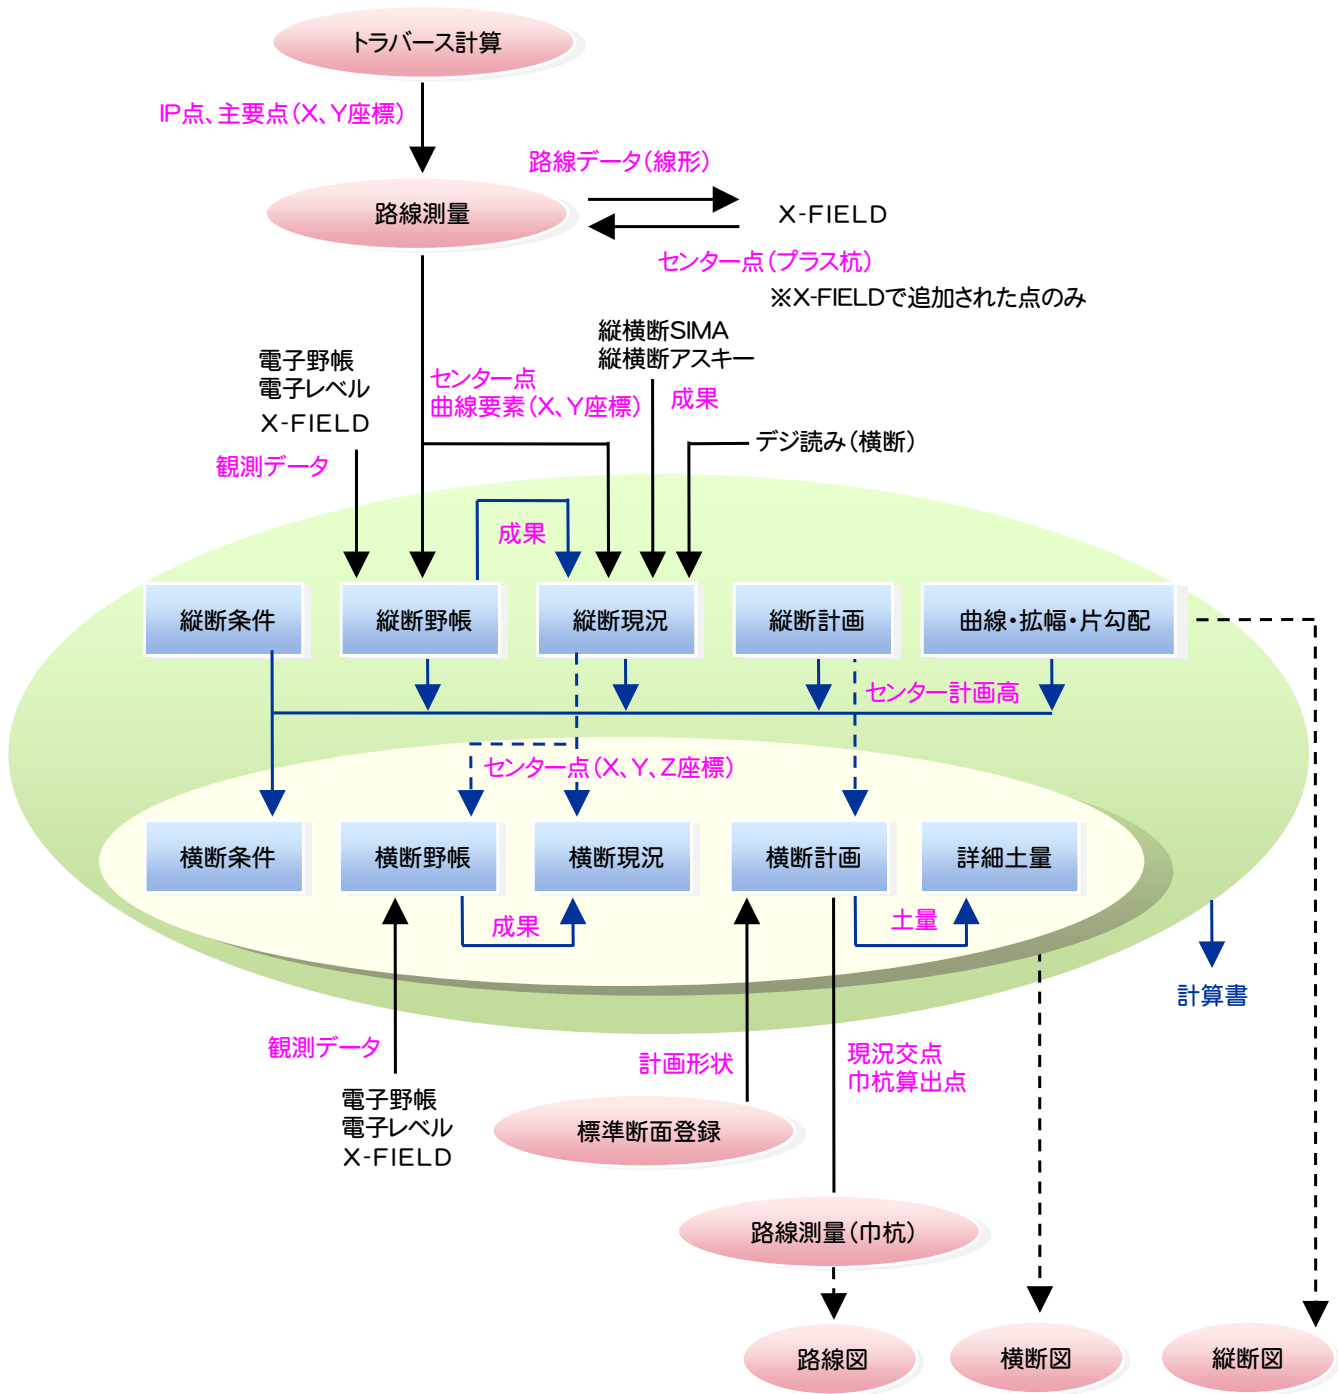 トラバース計算
IP点、主要点(X、Y座標)
路線データ(線形)
路線測量
X-FIELD
センター点(プラス杭)
※X-FIELDで追加された点のみ
縦横断SIMA
縦横断アスキー
電子野帳
電子レベル
X-FIELD
センター点
曲線要素(X、Y座標)
成果
デジ読み(横断)
観測データ
成果
縦断条件
縦断野帳
縦断現況
縦断計画
曲線・拡幅・片勾配
センター計画高
センター点(X、Y、Z座標)
横断条件
横断野帳
横断現況
横断計画
詳細土量
成果
土量
計算書
観測データ
計画形状
現況交点
巾杭算出点
電子野帳
電子レベル
X-FIELD
標準断面登録
路線測量(巾杭)
路線図
横断図
縦断図